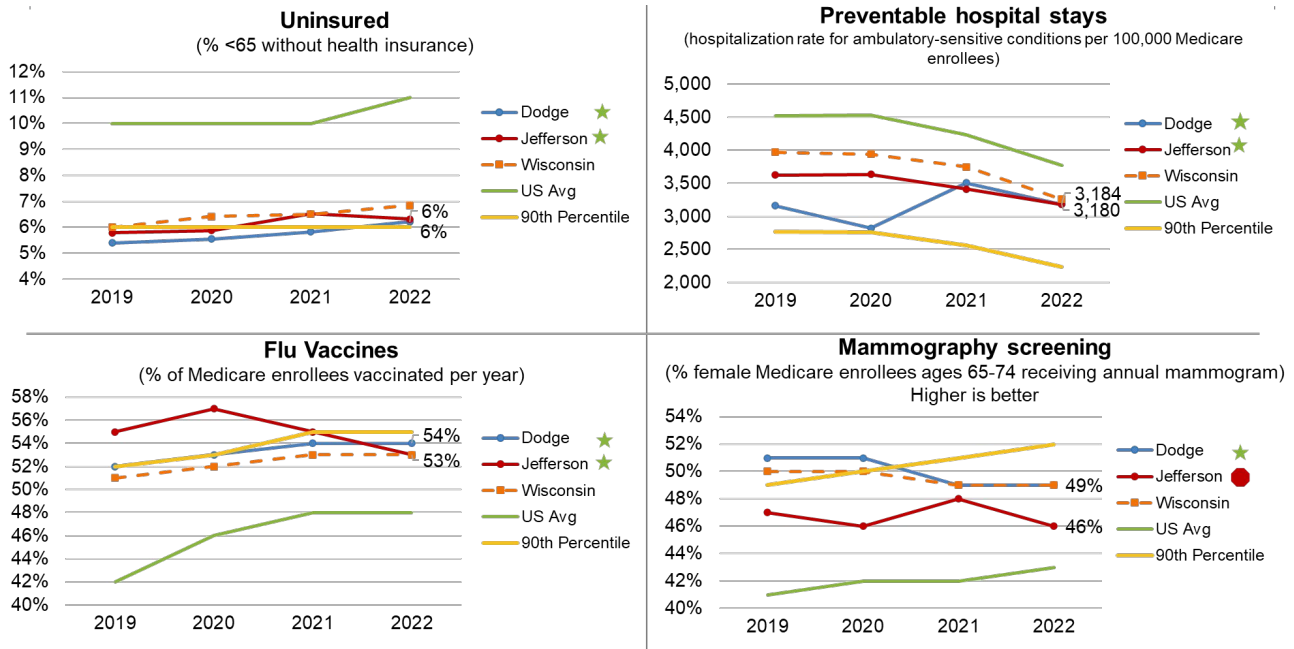 Uninsured
(% <65 without health insurance)
12%
11%
10%
9%
8%
7%
6%
5%
4%
2019 2020 2021 2022
6%
6%
Dodge
Jefferson
Wisconsin
US Avg
90th Percentile
Preventable hospital stays
(hospitalization rate for ambulatory-sensitive conditions per 100,000 Medicare
enrollees)
5,000
4,500
4,000
3,500
3,000
2,500
2,000
2019 2020 2021 2022
3,184
3,180
Dodge
Jefferson
Wisconsin
US Avg
90th Percentile
Flu Vaccines
(% of Medicare enrollees vaccinated per year)
58%
56%
54%
52%
50%
48%
46%
44%
42%
40%
2019 2020 2021 2022
54%
53%
Dodge
Jefferson
Wisconsin
US Avg
90th Percentile
Mammography screening
(% female Medicare enrollees ages 65-74 receiving annual mammogram)
Higher is better
54%
52%
50%
48%
46%
44%
42%
40%
2019 2020 2021 2022
49%
46%
Dodge
Jefferson
Wisconsin
US Avg
90th Percentile